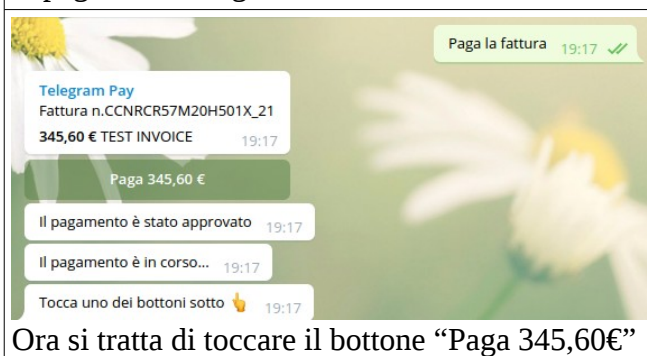 Paga la fattura 19:17
Telegram Pay
Fattura n.CCNRCR57M20H501X_21
345,60 € TEST INVOICE 19:17
Paga 345,60 €
Il pagamento è stato approvato 19:17
Il pagamento è in corso... 19:17
Tocca uno dei bottoni sotto 👆 19:17
Ora si tratta di toccare il bottone “Paga 345,60€”